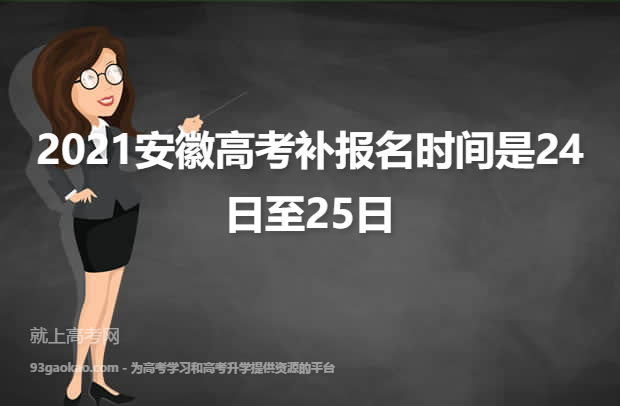 2021安徽高考补报名时间是24
日至25日
就上高考网
93gaokao.com - 为高考学习和高考升学提供资源的平台